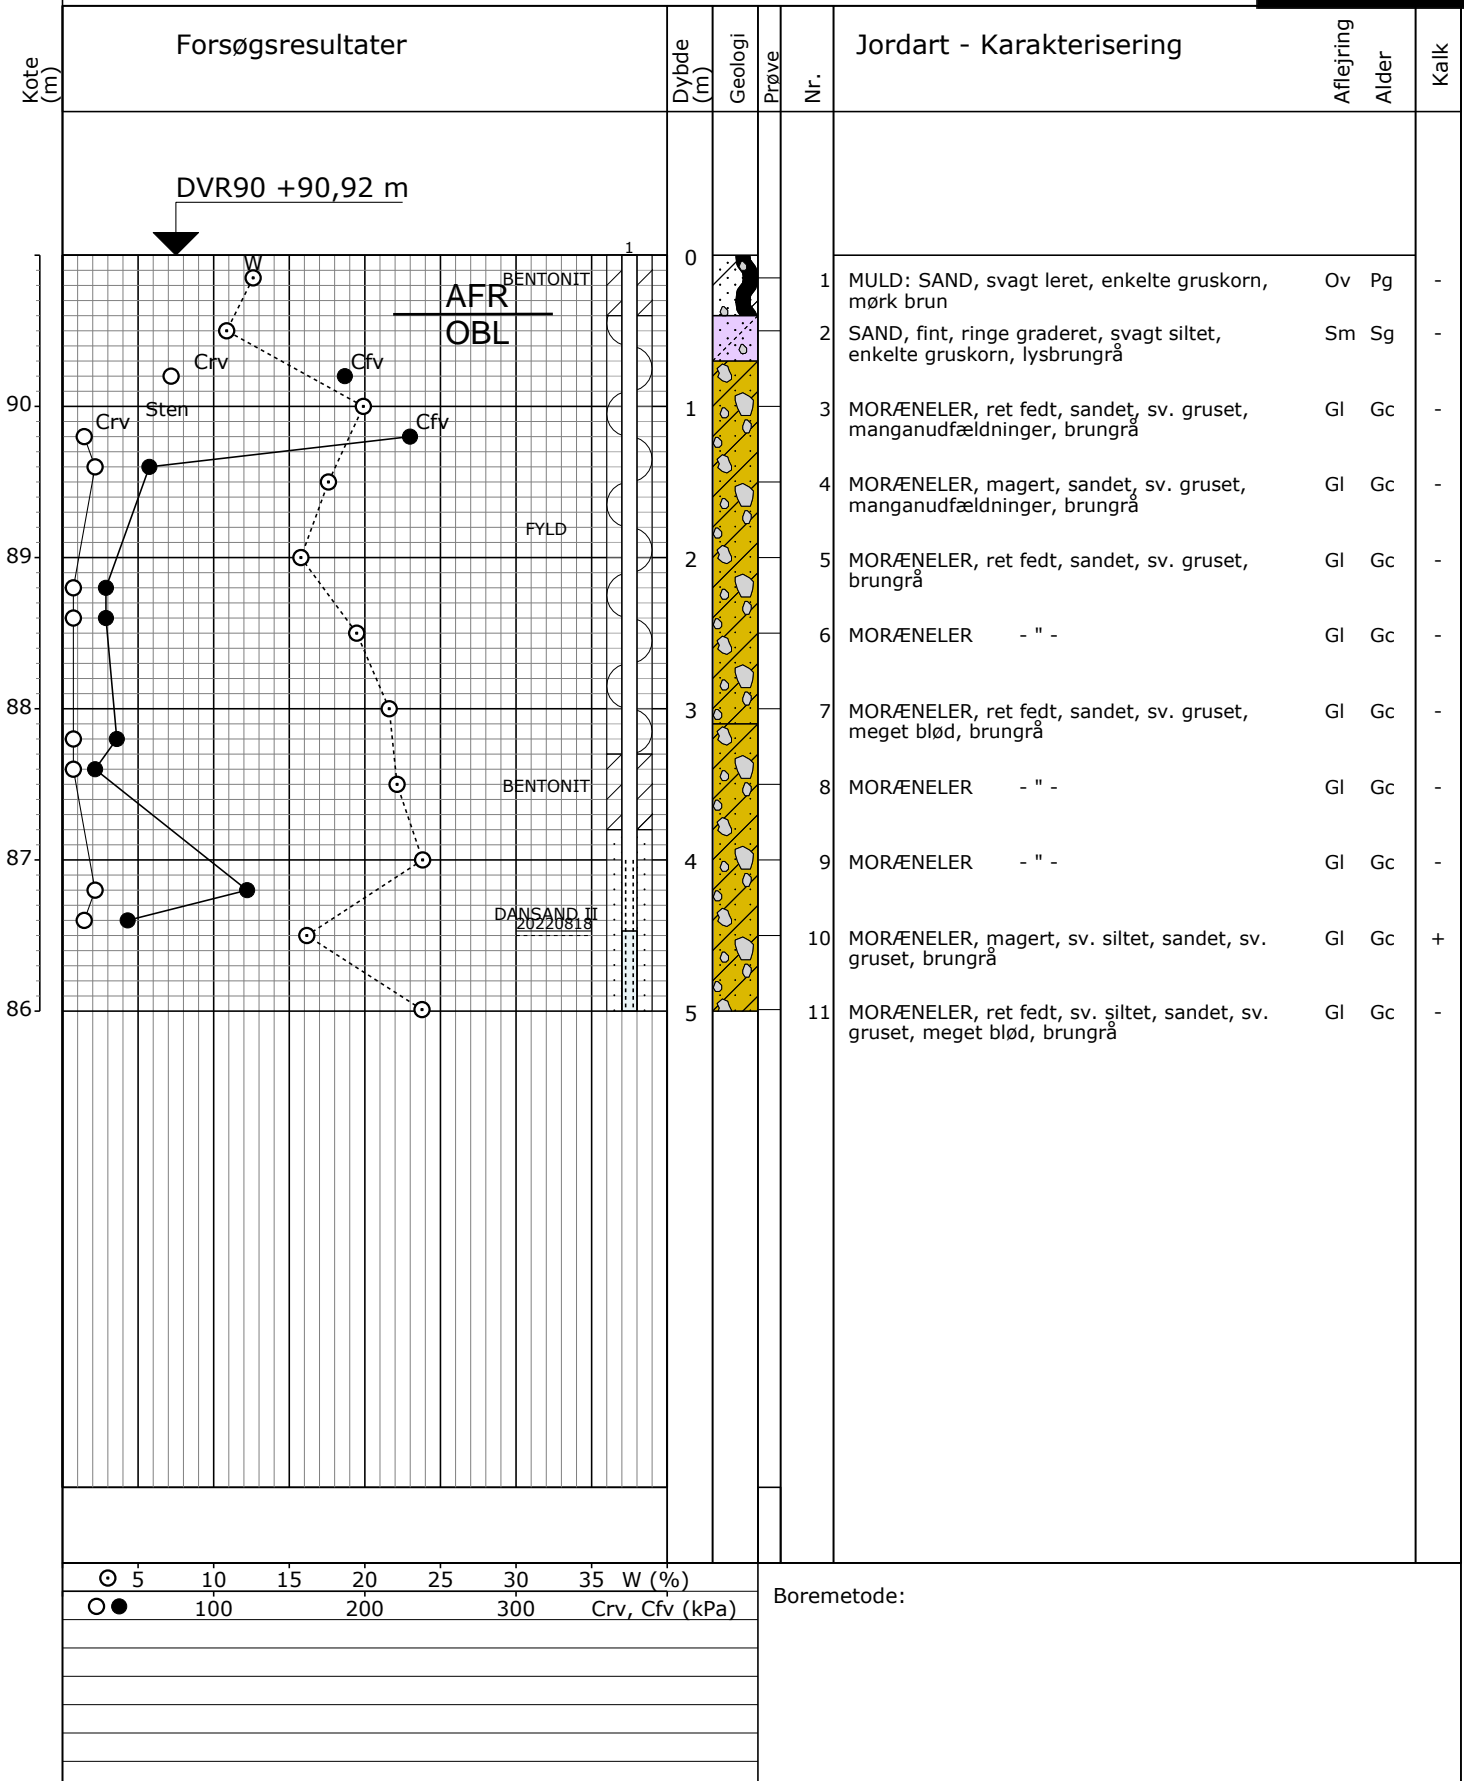 Forsøgsresultater
Kote
(m)
Dybde
(m)
Geologi
Prøve
Nr.
Jordart - Karakterisering
Aflejring
Alder
Kalk
DVR90 +90,92 m
1
0
W
BENTONIT
AFR
OBL
1 MULD: SAND, svagt leret, enkelte gruskorn, Ov Pg -
mørk brun
2 SAND, fint, ringe graderet, svagt siltet, Sm Sg -
enkelte gruskorn, lysbrungrå
Crv Cfv
90 Crv Sten Cfv 1
3 MORÆNELER, ret fedt, sandet, sv. gruset, Gl Gc -
manganudfældninger, brungrå
4 MORÆNELER, magert, sandet, sv. gruset, Gl Gc -
manganudfældninger, brungrå
FYLD
89 2
5 MORÆNELER, ret fedt, sandet, sv. gruset, Gl Gc -
brungrå
6 MORÆNELER - " - Gl Gc -
88 3
7 MORÆNELER, ret fedt, sandet, sv. gruset, Gl Gc -
meget blød, brungrå
BENTONIT
8 MORÆNELER - " - Gl Gc -
87 4
9 MORÆNELER - " - Gl Gc -
DANSAND II
20220818
10 MORÆNELER, magert, sv. siltet, sandet, sv. Gl Gc +
gruset, brungrå
86 5
11 MORÆNELER, ret fedt, sv. siltet, sandet, sv. Gl Gc -
gruset, meget blød, brungrå
5 10 15 20 25 30 35 W (%)
100 200 300 Crv, Cfv (kPa)
Boremetode: